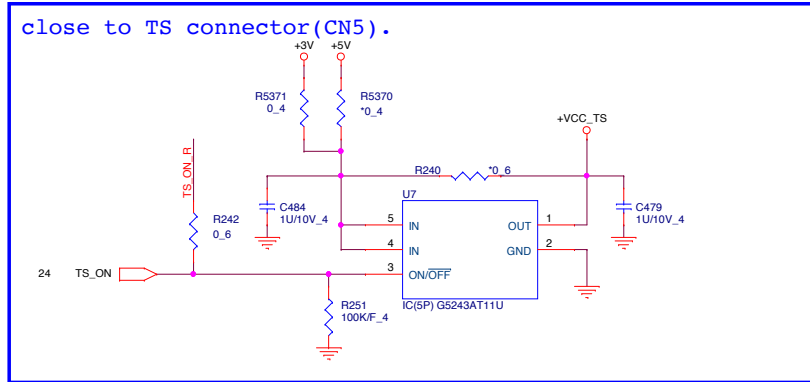 close to TS connector(CN5).
+3V +5V
R5371
0_4
R5370
*0_4
+VCC_TS
TS_ON_R
R240 *0_6
U7
C484
1U/10V_4
C479
1U/10V_4
R242
0_6
5 IN OUT 1
4 IN GND 2
24 TS_ON 3 ON/OFF
R251
100K/F_4
IC(5P) G5243AT11U